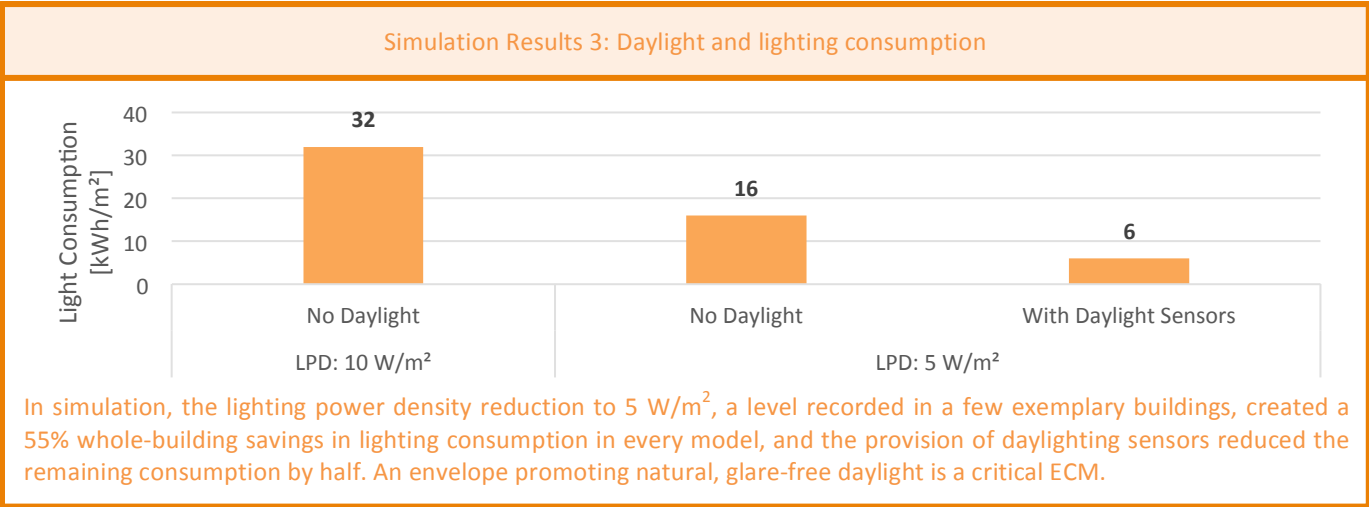 Simulation Results 3: Daylight and lighting consumption
Light Consumption
[kWh/m²]
40
30
20
10
0
32
16
6
No Daylight
No Daylight
With Daylight Sensors
LPD: 10 W/m²
LPD: 5 W/m²
In simulation, the lighting power density reduction to 5 W/m², a level recorded in a few exemplary buildings, created a
55% whole-building savings in lighting consumption in every model, and the provision of daylighting sensors reduced the
remaining consumption by half. An envelope promoting natural, glare-free daylight is a critical ECM.